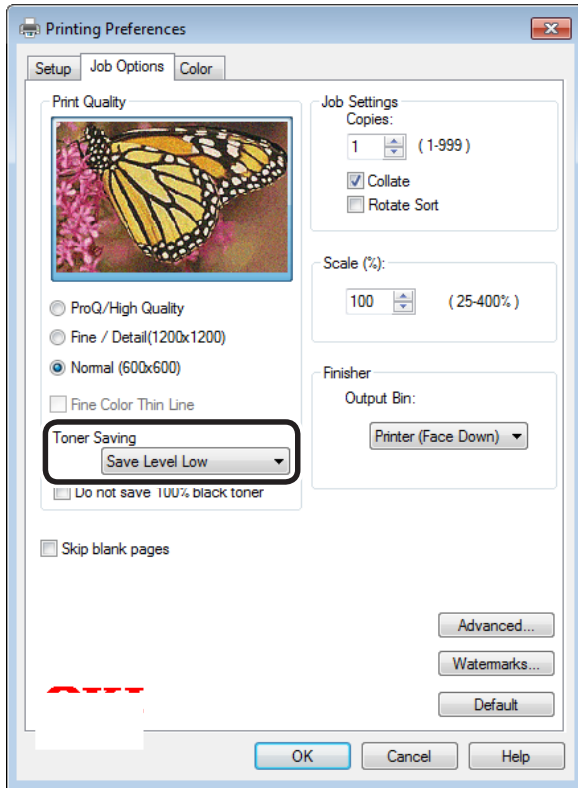 Printing Preferences
Setup Job Options Color
Print Quality
ProQ/High Quality
Fine / Detail(1200x1200)
Normal (600x600)
Fine Color Thin Line
Toner Saving
Save Level Low
Do not save 100% black toner
Skip blank pages
Job Settings
Copies:
1 (1-999)
Collate
Rotate Sort
Scale (%):
100 (25-400%)
Finisher
Output Bin:
Printer (Face Down)
Advanced...
Watermarks...
Default
OK Cancel Help